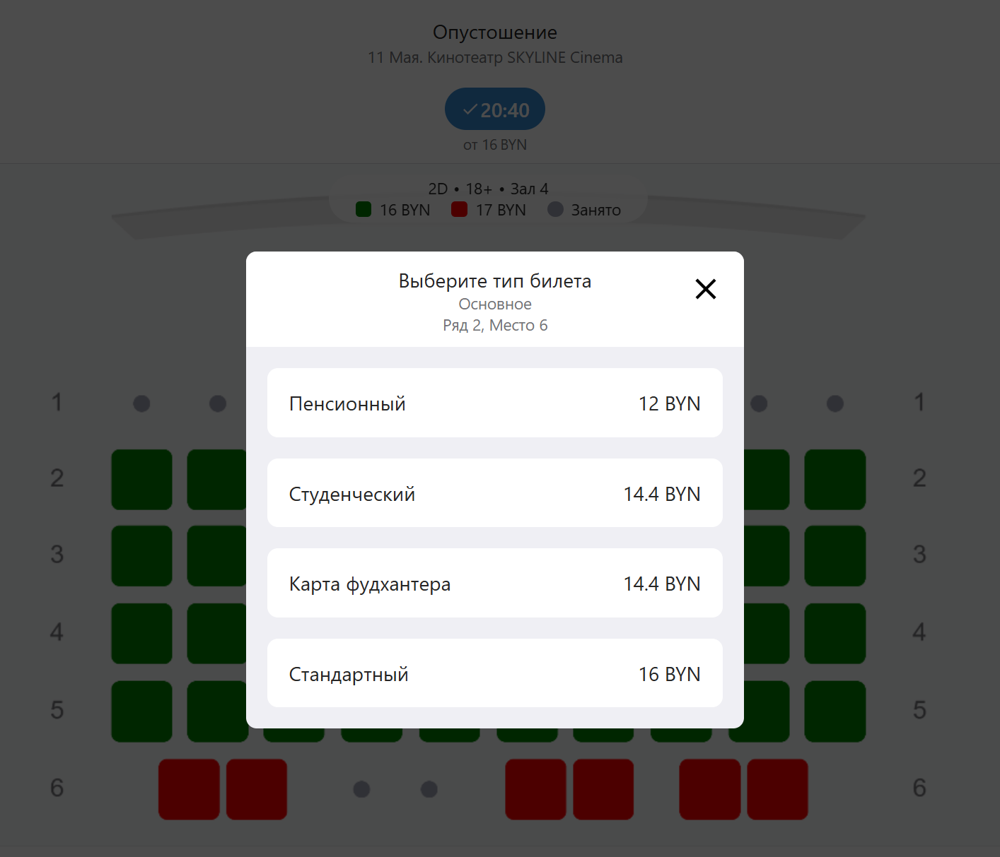 Опустошение
11 Мая. Кинотеатр SKYLINE Cinema
20:40
от 16 BYN
2D • 18+ • Зал 4
16 BYN 17 BYN Занято
Выберите тип билета
Основное
Ряд 2, Место 6
Пенсионный 12 BYN
Студенческий 14.4 BYN
Карта фудхантера 14.4 BYN
Стандартный 16 BYN
1 1
2 2
3 3
4 4
5 5
6 6